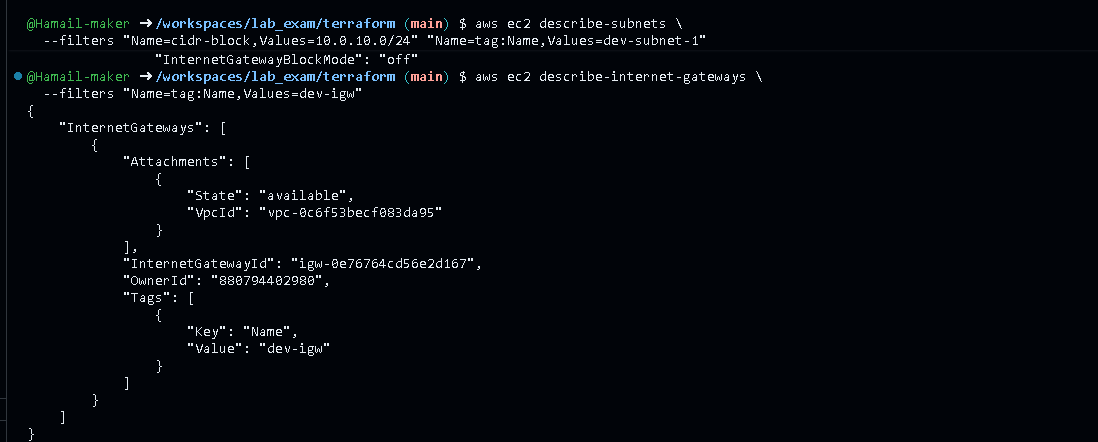 @Hamail-maker ➜ /workspaces/lab_exam/terraform (main) $ aws ec2 describe-subnets \
  --filters "Name=cidr-block,Values=10.0.10.0/24" "Name=tag:Name,Values=dev-subnet-1"
                "InternetGatewayBlockMode": "off"
@Hamail-maker ➜ /workspaces/lab_exam/terraform (main) $ aws ec2 describe-internet-gateways \
  --filters "Name=tag:Name,Values=dev-igw"
{
    "InternetGateways": [
        {
            "Attachments": [
                {
                    "State": "available",
                    "VpcId": "vpc-0c6f53becf083da95"
                }
            ],
            "InternetGatewayId": "igw-0e76764cd56e2d167",
            "OwnerId": "880794402980",
            "Tags": [
                {
                    "Key": "Name",
                    "Value": "dev-igw"
                }
            ]
        }
    ]
}